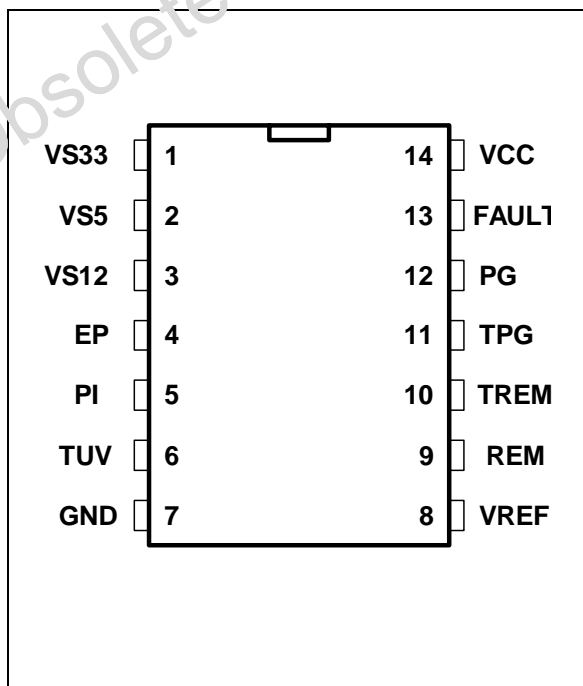 Obsolete
VS33 1 14 VCC
VS5 2 13 FAULT
VS12 3 12 PG
EP 4 11 TPG
PI 5 10 TREM
TUV 6 9 REM
GND 7 8 VREF